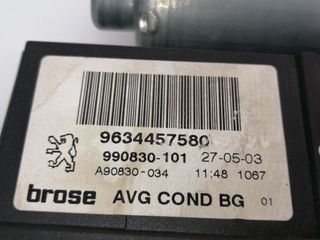 9634457580
990830-101 27-05-03
A90830-034 11:48 1067
brose AVG COND BG 01